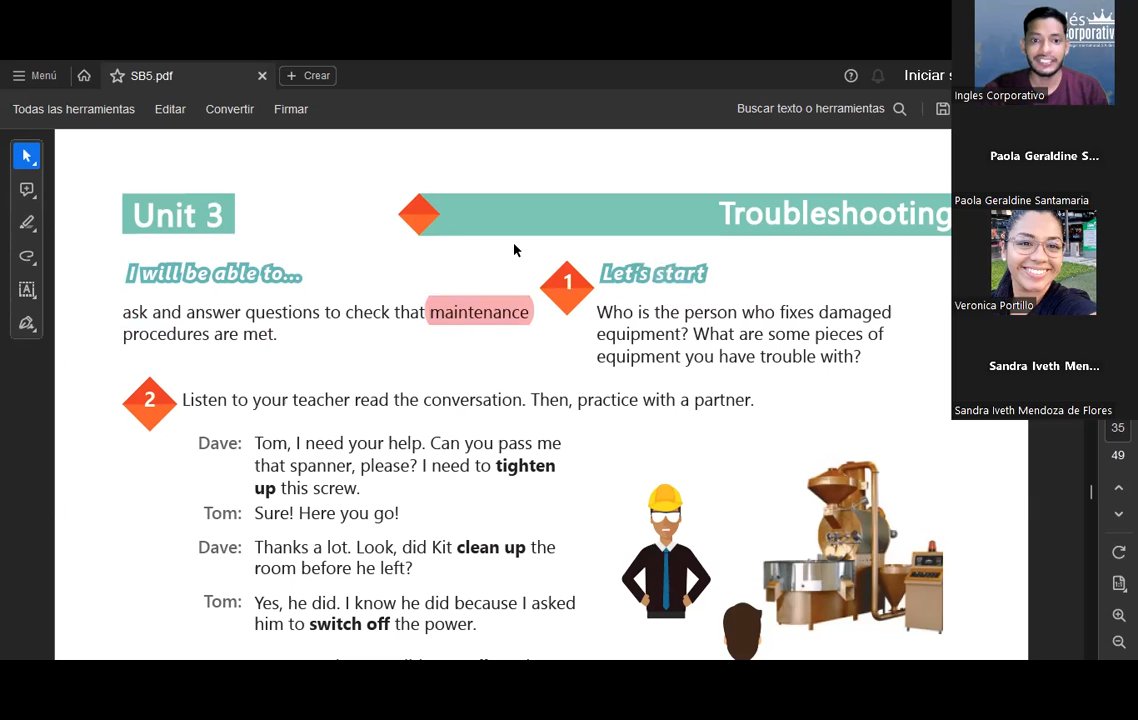 és
orporativ
Menú
SB5.pdf
Crear
Iniciar s
Ingles Corporativo
Todas las herramientas
Editar
Convertir
Firmar
Buscar texto o herramientas
Paola Geraldine S...
Paola Geraldine Santamaria
Veronica Portillo
Sandra Iveth Men...
Sandra Iveth Mendoza de Flores
Unit 3
Troubleshooting
I will be able to...
ask and answer questions to check that maintenance
procedures are met.
1
Let's start
Who is the person who fixes damaged
equipment? What are some pieces of
equipment you have trouble with?
2
Listen to your teacher read the conversation. Then, practice with a partner.
Dave: Tom, I need your help. Can you pass me
that spanner, please? I need to tighten
up this screw.
Tom: Sure! Here you go!
Dave: Thanks a lot. Look, did Kit clean up the
room before he left?
Tom: Yes, he did. I know he did because I asked
him to switch off the power.
35
49